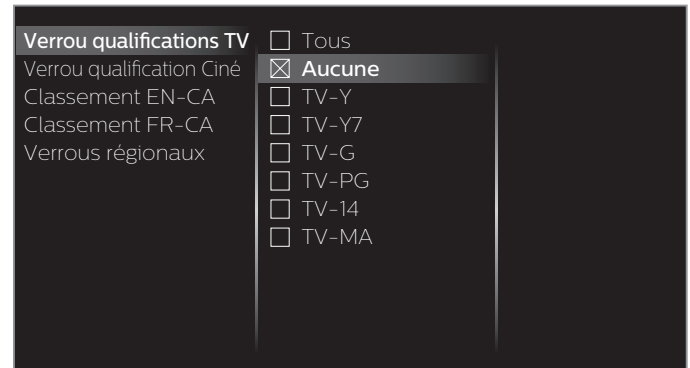 Verrou qualifications TV
Verrou qualification Ciné
Classement EN-CA
Classement FR-CA
Verrous régionaux
Tous
Aucune
TV-Y
TV-Y7
TV-G
TV-PG
TV-14
TV-MA